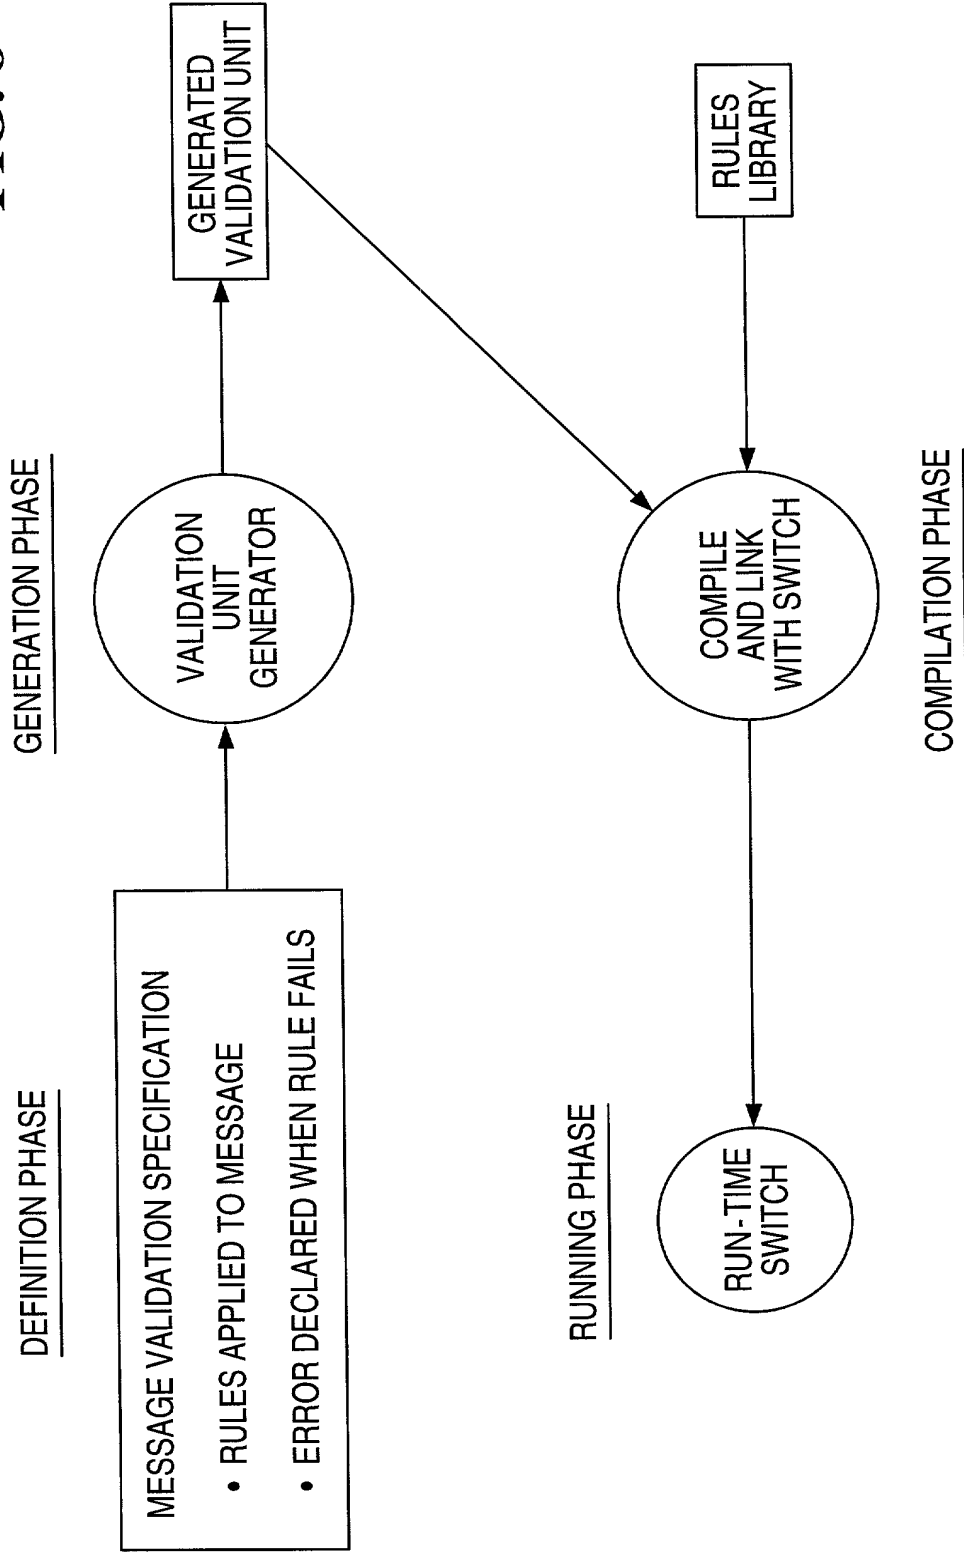 DEFINITION PHASE
GENERATION PHASE
MESSAGE VALIDATION SPECIFICATION
• RULES APPLIED TO MESSAGE
• ERROR DECLARED WHEN RULE FAILS
VALIDATION
UNIT
GENERATOR
GENERATED
VALIDATION UNIT
RUNNING PHASE
RUN-TIME
SWITCH
COMPILE
AND LINK
WITH SWITCH
RULES
LIBRARY
COMPILATION PHASE